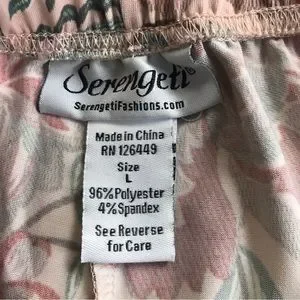 Serengeti®
SerengetiFashions.com
Made in China
RN 126449
Size
L
96% Polyester
4% Spandex
See Reverse
for Care